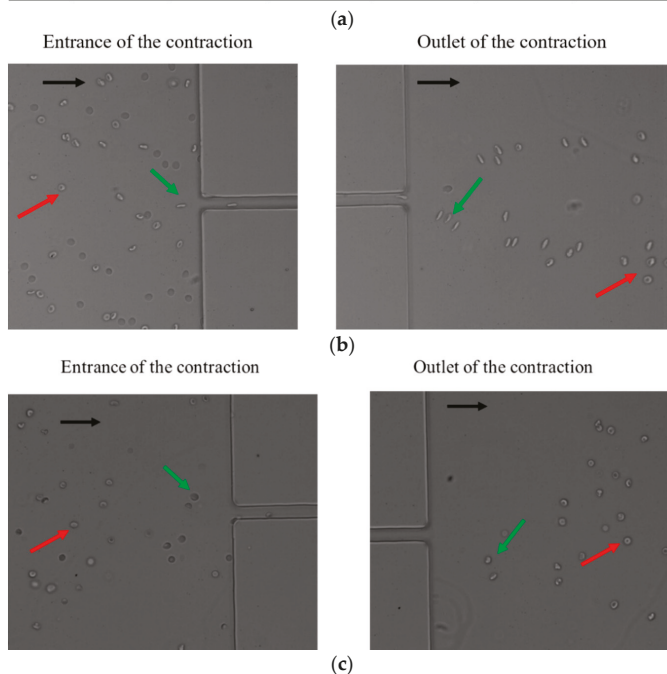 (a)
Entrance of the contraction Outlet of the contraction
(b)
Entrance of the contraction Outlet of the contraction
(c)